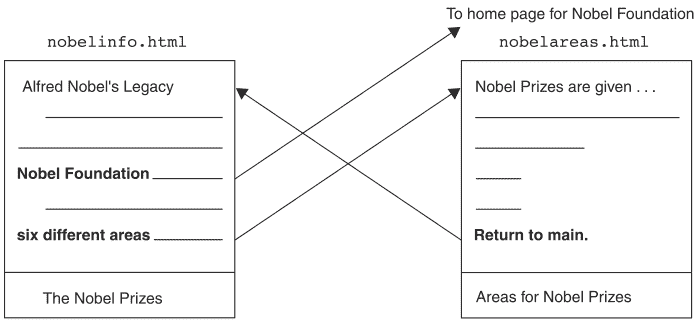 To home page for Nobel Foundation
nobelinfo.html
nobelareas.html
Alfred Nobel's Legacy
Nobel Foundation
six different areas
The Nobel Prizes
Nobel Prizes are given . . .
Return to main.
Areas for Nobel Prizes